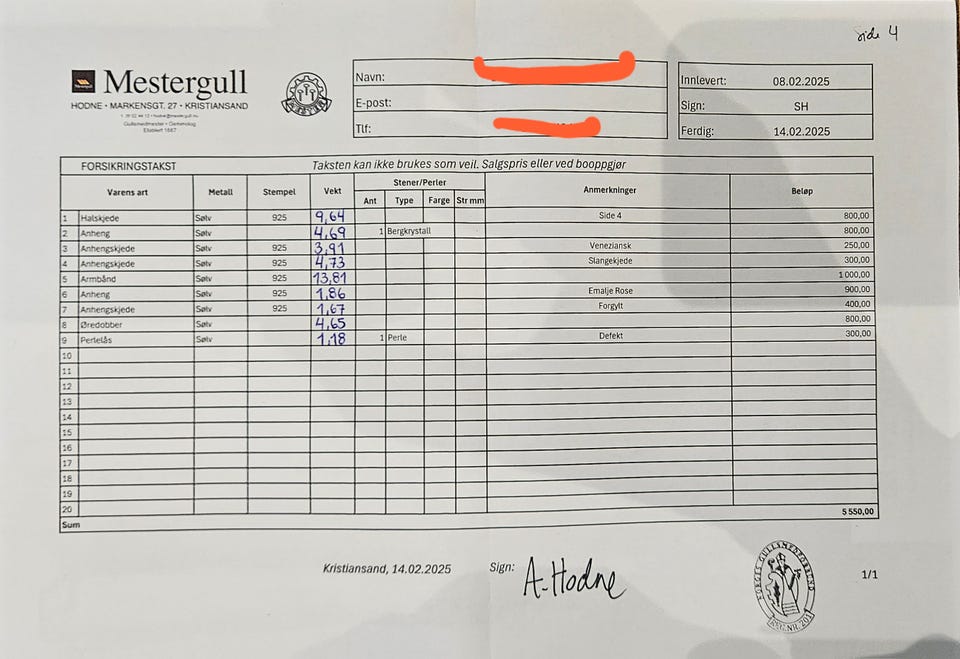 side 4
Mestergull
HODNE • MARKENSGT. 27 • KRISTIANSAND
Gullsmedmester • Gemmolog
Etablert 1887
MESTER
Navn:
E-post:
Tlf:
Innlevert: 08.02.2025
Sign: SH
Ferdig: 14.02.2025
FORSIKRINGSTAKST Taksten kan ikke brukes som veil. Salgspris eller ved booppgjør
Varens art Metall Stempel Vekt Stener/Perler Anmerkninger Beløp
Ant Type Farge Str mm
1 Halskjede Sølv 925 9,64 Side 4 800,00
2 Anheng Sølv 4,69 1 Bergkrystall 800,00
3 Anhengskjede Sølv 925 3,91 Veneziansk 250,00
4 Anhengskjede Sølv 925 4,73 Slangekjede 300,00
5 Armbånd Sølv 925 13,81 1 000,00
6 Anheng Sølv 925 1,86 Emalje Rose 900,00
7 Anhengskjede Sølv 925 1,67 Forgylt 400,00
8 Øredobber Sølv 4,65 800,00
9 Perlelås Sølv 1,18 1 Perle Defekt 300,00
10
11
12
13
14
15
16
17
18
19
20
Sum 5 550,00
Kristiansand, 14.02.2025 Sign: A. Hodne
NORGES GULLSMEDFORBUND
1/1